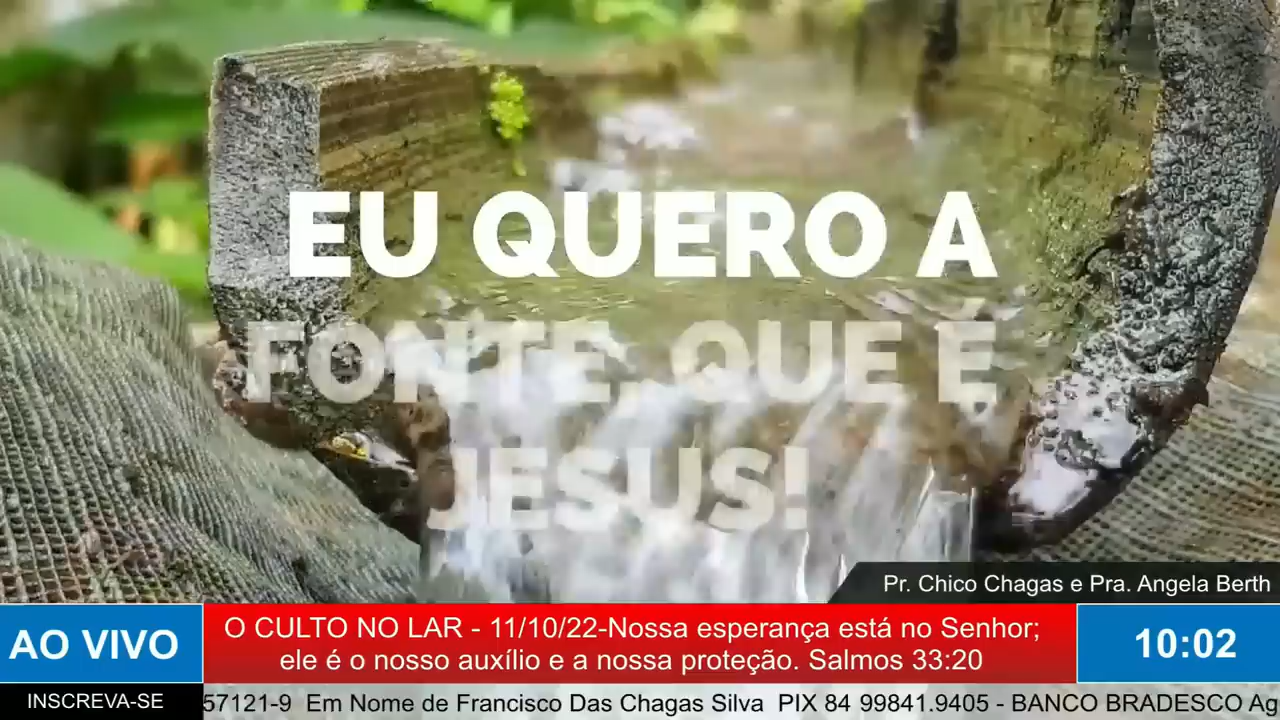 EU QUERO A
FONTE, QUE É
JESUS!
Pr. Chico Chagas e Pra. Angela Berth
AO VIVO
O CULTO NO LAR - 11/10/22-Nossa esperança está no Senhor;
ele é o nosso auxílio e a nossa proteção. Salmos 33:20
10:02
INSCREVA-SE
57121-9 Em Nome de Francisco Das Chagas Silva PIX 84 99841.9405 - BANCO BRADESCO Ag